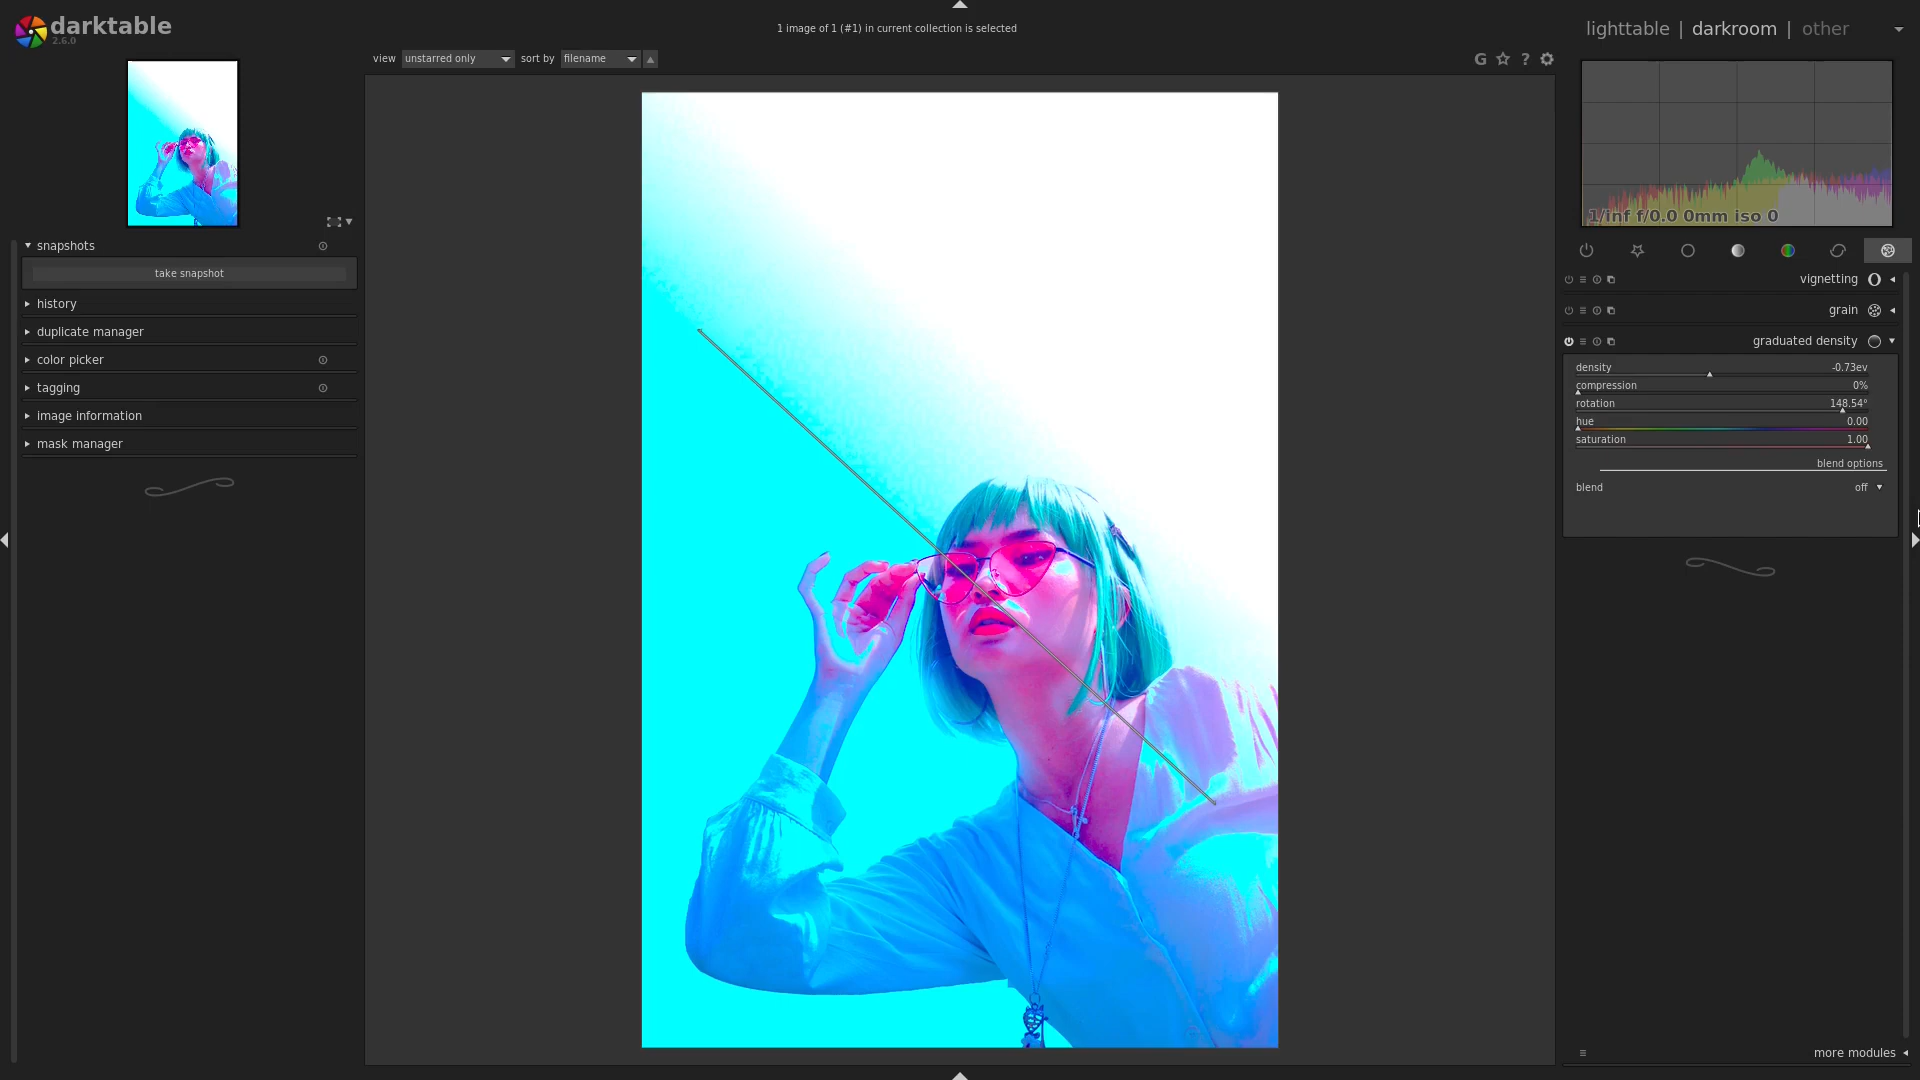 darktable
2.6.0
1 image of 1 (#1) in current collection is selected
lighttable | darkroom | other
view unstarred only sort by filename
G ?
1/inf f/0.0 0mm iso 0
snapshots
take snapshot
history
duplicate manager
color picker
tagging
image information
mask manager
vignetting
grain
graduated density
density -0.73ev
compression 0%
rotation 148.54°
hue 0.00
saturation 1.00
blend options
blend off
more modules